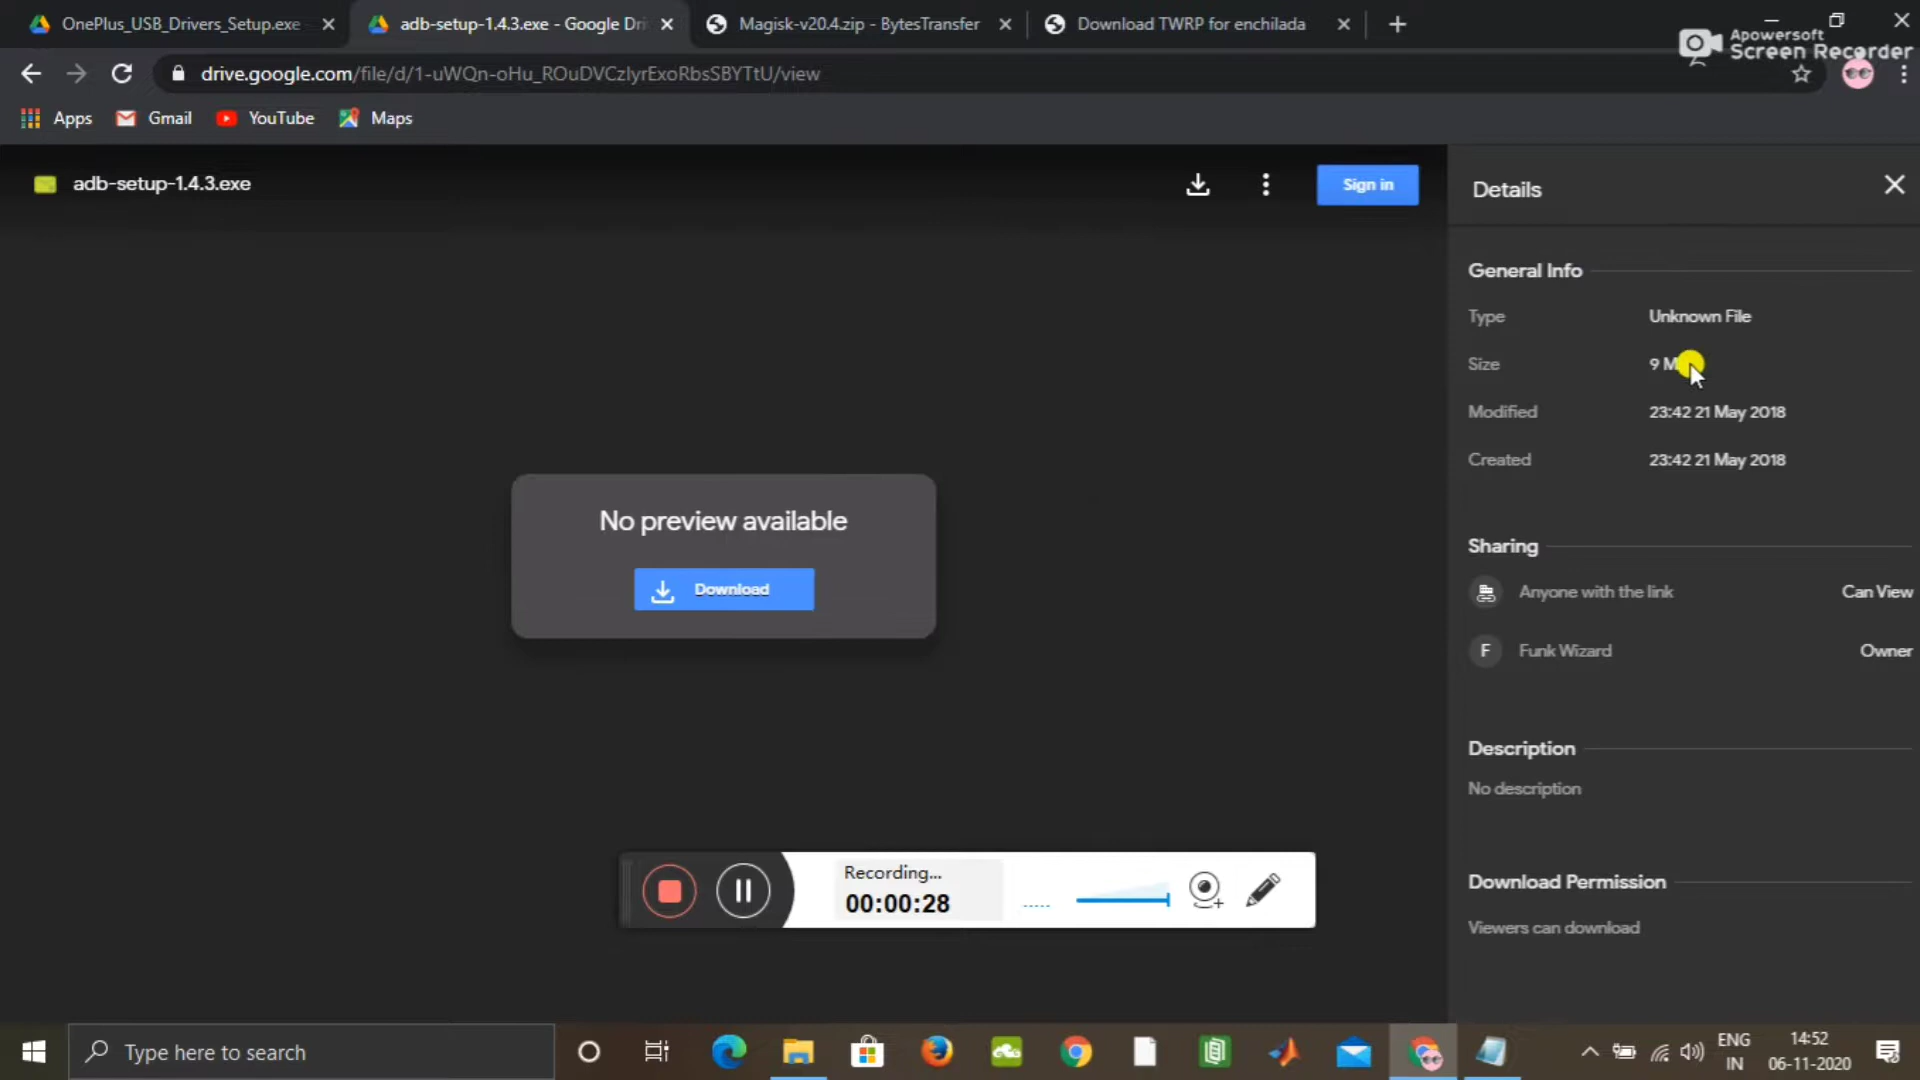 OnePlus_USB_Drivers_Setup.exe
adb-setup-1.4.3.exe - Google Dri
Magisk-v20.4.zip - BytesTransfer
Download TWRP for enchilada
Apowersoft
Screen Recorder
drive.google.com/file/d/1-uWQn-oHu_ROuDVCzlyrExoRbsSBYTtU/view
Apps
Gmail
YouTube
Maps
adb-setup-1.4.3.exe
Sign in
Details
General Info
Type Unknown File
Size 9 M
Modified 23:42 21 May 2018
Created 23:42 21 May 2018
No preview available
Download
Sharing
Anyone with the link Can View
F Funk Wizard Owner
Description
No description
Recording...
00:00:28
Download Permission
Viewers can download
Type here to search
ENG
IN
14:52
06-11-2020